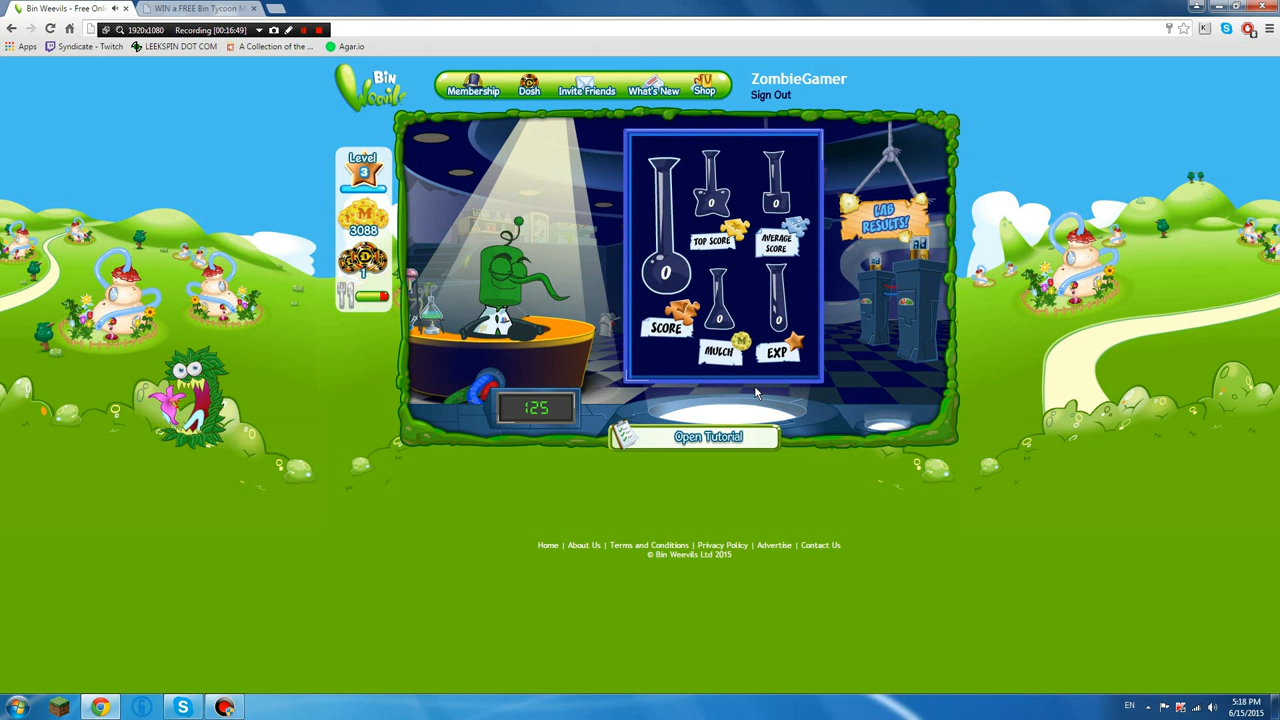 Bin Weevils - Free Onli
WIN a FREE Bin Tycoon M
1920x1080 Recording [00:16:49]
Apps Syndicate - Twitch LEEKSPIN DOT COM A Collection of the ... Agar.io
Bin Weevils
Membership Dosh Invite Friends What's New Shop
ZombieGamer
Sign Out
Level
3
M
3088
D
1
0 0 0
TOP SCORE AVERAGE SCORE
LAB RESULTS!
ad ad
0 0
SCORE
MULCH M EXP
125
Open Tutorial
Home | About Us | Terms and Conditions | Privacy Policy | Advertise | Contact Us
© Bin Weevils Ltd 2015
EN
5:18 PM
6/15/2015